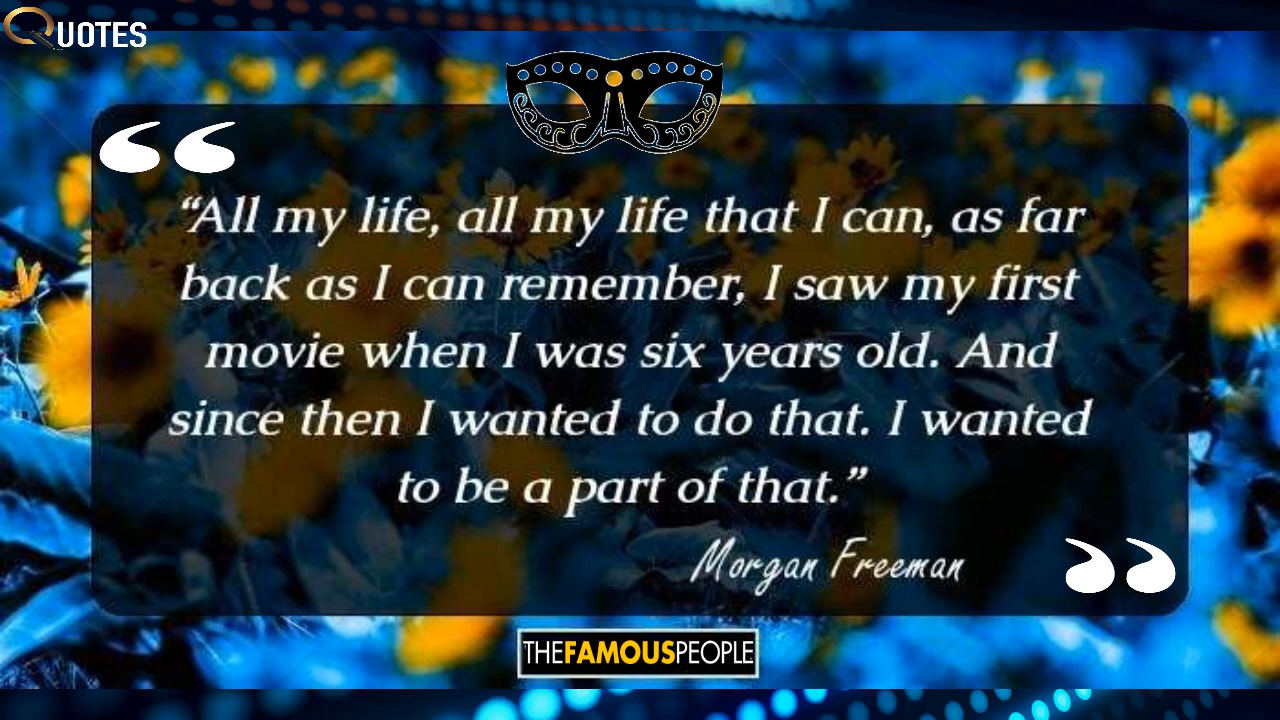 QUOTES
“All my life, all my life that I can, as far
back as I can remember, I saw my first
movie when I was six years old. And
since then I wanted to do that. I wanted
to be a part of that.”
Morgan Freeman
THEFAMOUSPEOPLE